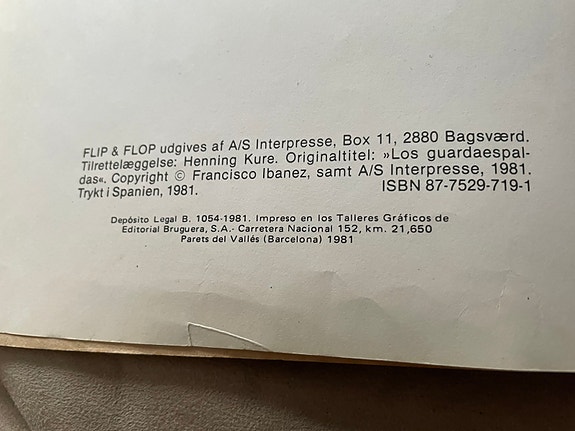 FLIP & FLOP udgives af A/S Interpresse, Box 11, 2880 Bagsværd.
Tilrettelæggelse: Henning Kure. Originaltitel: »Los guardaespal-
das«. Copyright © Francisco Ibanez, samt A/S Interpresse, 1981.
Trykt i Spanien, 1981. ISBN 87-7529-719-1
Depósito Legal B. 1054-1981. Impreso en los Talleres Gráficos de
Editorial Bruguera, S.A.- Carretera Nacional 152, km. 21,650
Parets del Vallés (Barcelona) 1981